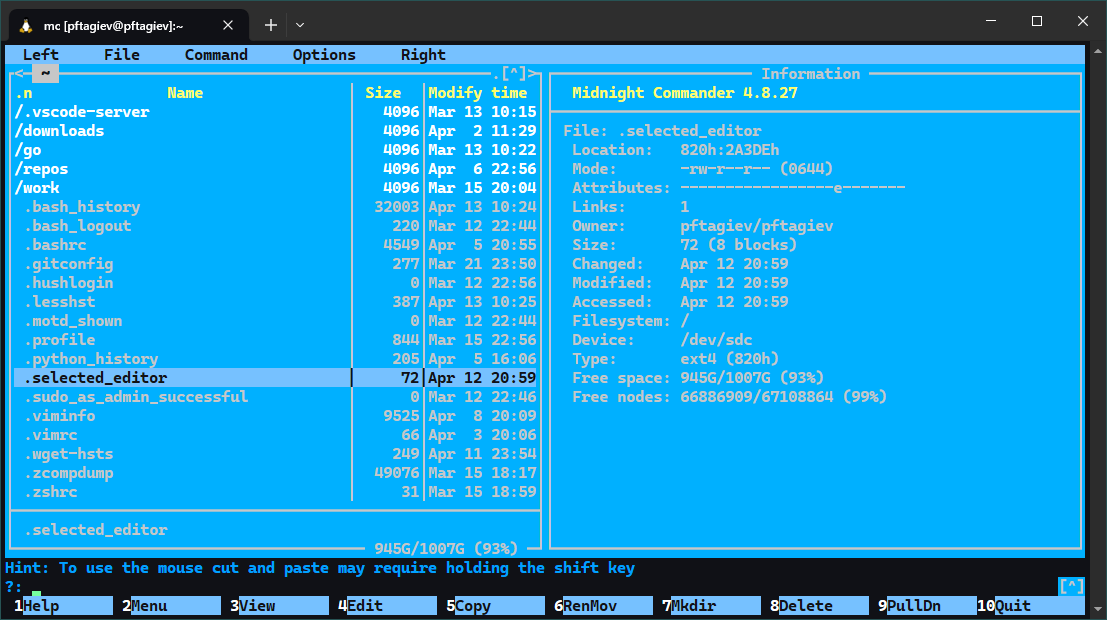 mc [pftagiev@pftagiev]:~
Left File Command Options Right
<─ ~ ─.[^]>
.n Name Size Modify time
/.vscode-server 4096 Mar 13 10:15
/downloads 4096 Apr 2 11:29
/go 4096 Mar 13 10:22
/repos 4096 Apr 6 22:56
/work 4096 Mar 15 20:04
.bash_history 32003 Apr 13 10:24
.bash_logout 220 Mar 12 22:44
.bashrc 4549 Apr 5 20:55
.gitconfig 277 Mar 21 23:50
.hushlogin 0 Mar 12 22:56
.lesshst 387 Apr 13 10:25
.motd_shown 0 Mar 12 22:44
.profile 844 Mar 15 22:56
.python_history 205 Apr 5 16:06
.selected_editor 72 Apr 12 20:59
.sudo_as_admin_successful 0 Mar 12 22:46
.viminfo 9525 Apr 8 20:09
.vimrc 66 Apr 3 20:06
.wget-hsts 249 Apr 11 23:54
.zcompdump 49076 Mar 15 18:17
.zshrc 31 Mar 15 18:59
.selected_editor
945G/1007G (93%)
Information
Midnight Commander 4.8.27
File: .selected_editor
Location: 820h:2A3DEh
Mode: -rw-r--r-- (0644)
Attributes: -----------------e-------
Links: 1
Owner: pftagiev/pftagiev
Size: 72 (8 blocks)
Changed: Apr 12 20:59
Modified: Apr 12 20:59
Accessed: Apr 12 20:59
Filesystem: /
Device: /dev/sdc
Type: ext4 (820h)
Free space: 945G/1007G (93%)
Free nodes: 66886909/67108864 (99%)
Hint: To use the mouse cut and paste may require holding the shift key
?: [^]
1Help 2Menu 3View 4Edit 5Copy 6RenMov 7Mkdir 8Delete 9PullDn 10Quit